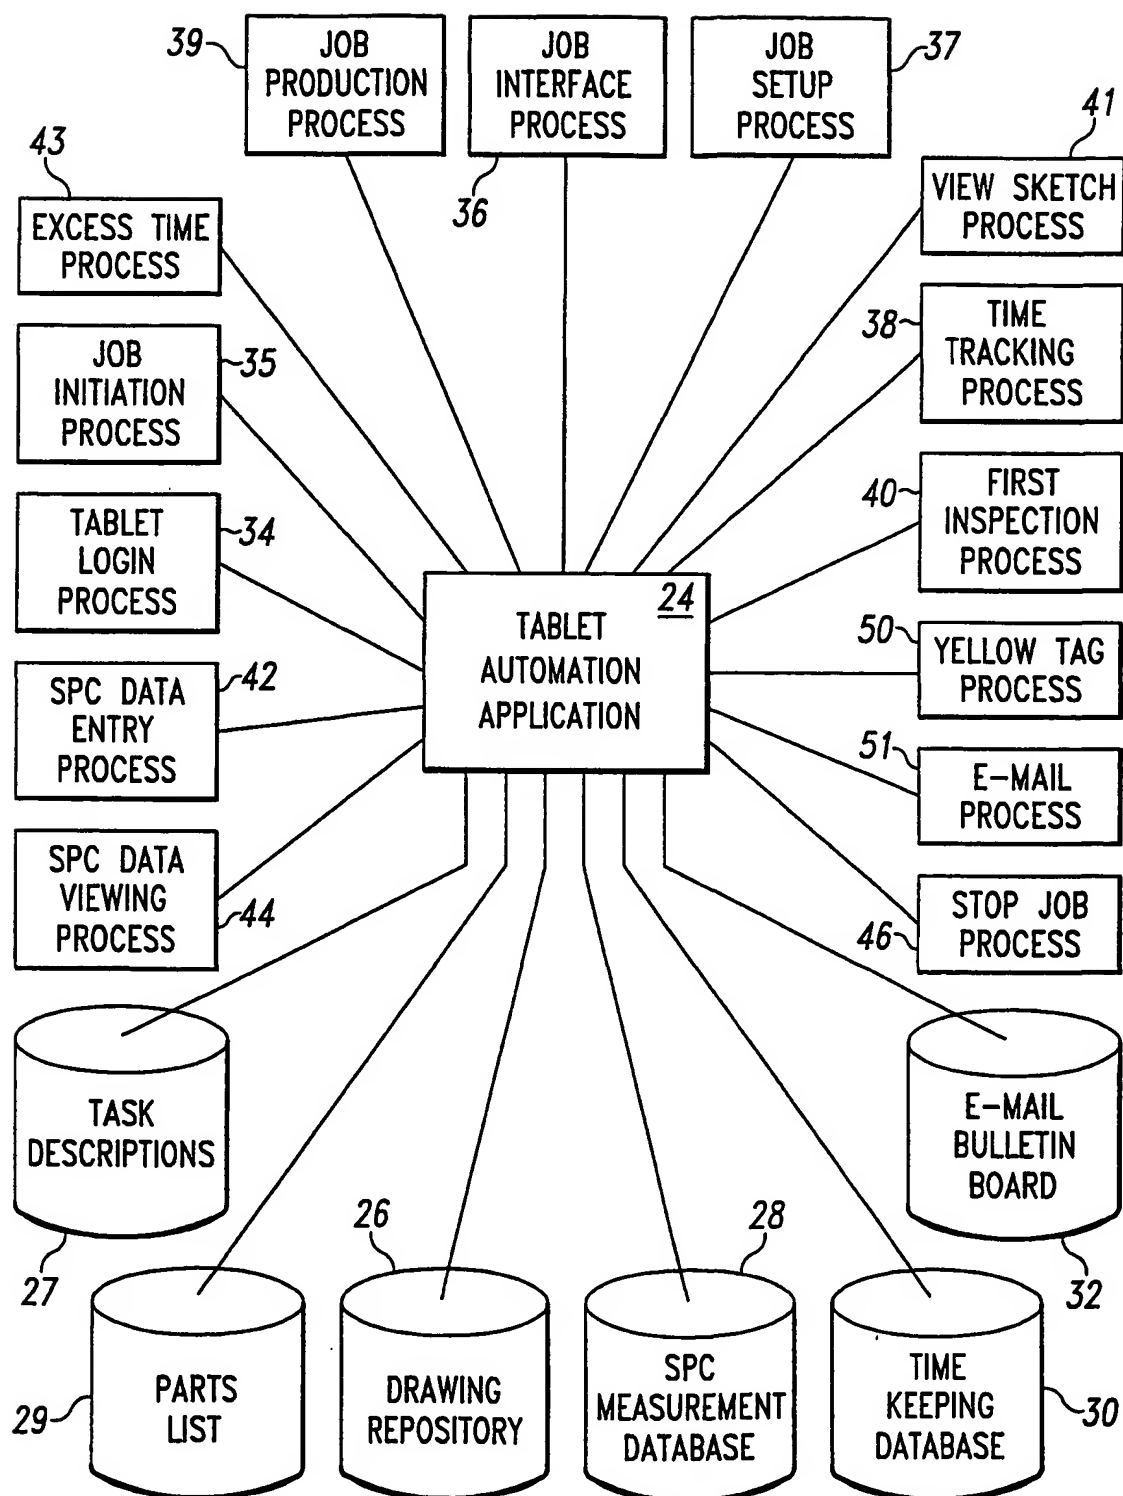 39
JOB
PRODUCTION
PROCESS
JOB
INTERFACE
PROCESS
36
JOB
SETUP
PROCESS
37
41
VIEW SKETCH
PROCESS
43
EXCESS TIME
PROCESS
38
TIME
TRACKING
PROCESS
JOB
INITIATION
PROCESS
35
40
FIRST
INSPECTION
PROCESS
TABLET
LOGIN
PROCESS
34
24
TABLET
AUTOMATION
APPLICATION
50
YELLOW TAG
PROCESS
SPC DATA
ENTRY
PROCESS
42
51
E-MAIL
PROCESS
SPC DATA
VIEWING
PROCESS
44
46
STOP JOB
PROCESS
TASK
DESCRIPTIONS
27
E-MAIL
BULLETIN
BOARD
32
29
PARTS
LIST
26
DRAWING
REPOSITORY
28
SPC
MEASUREMENT
DATABASE
TIME
KEEPING
DATABASE
30